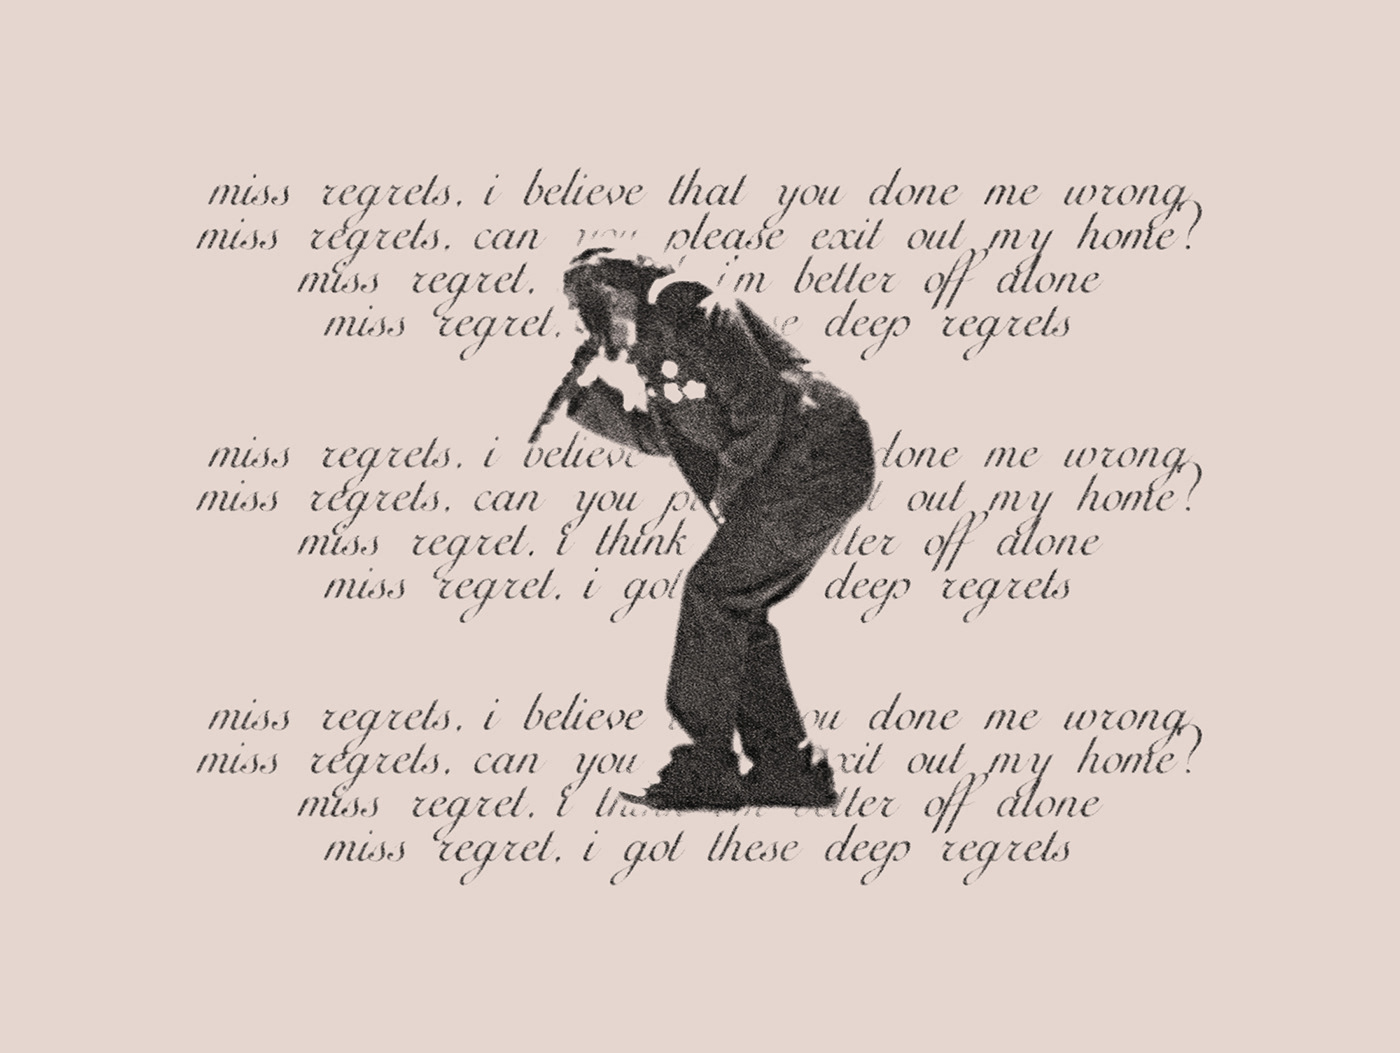 miss regrets, i believe that you done me wrong
miss regrets, can you please exit out my home?
miss regret, i'm better off alone
miss regret, deep regrets
miss regrets, i believe done me wrong
miss regrets, can you out my home?
miss regret, i think off alone
miss regret, i got deep regrets
miss regrets, i believe done me wrong
miss regrets, can you out my home?
miss regret, i off alone
miss regret, i got these deep regrets